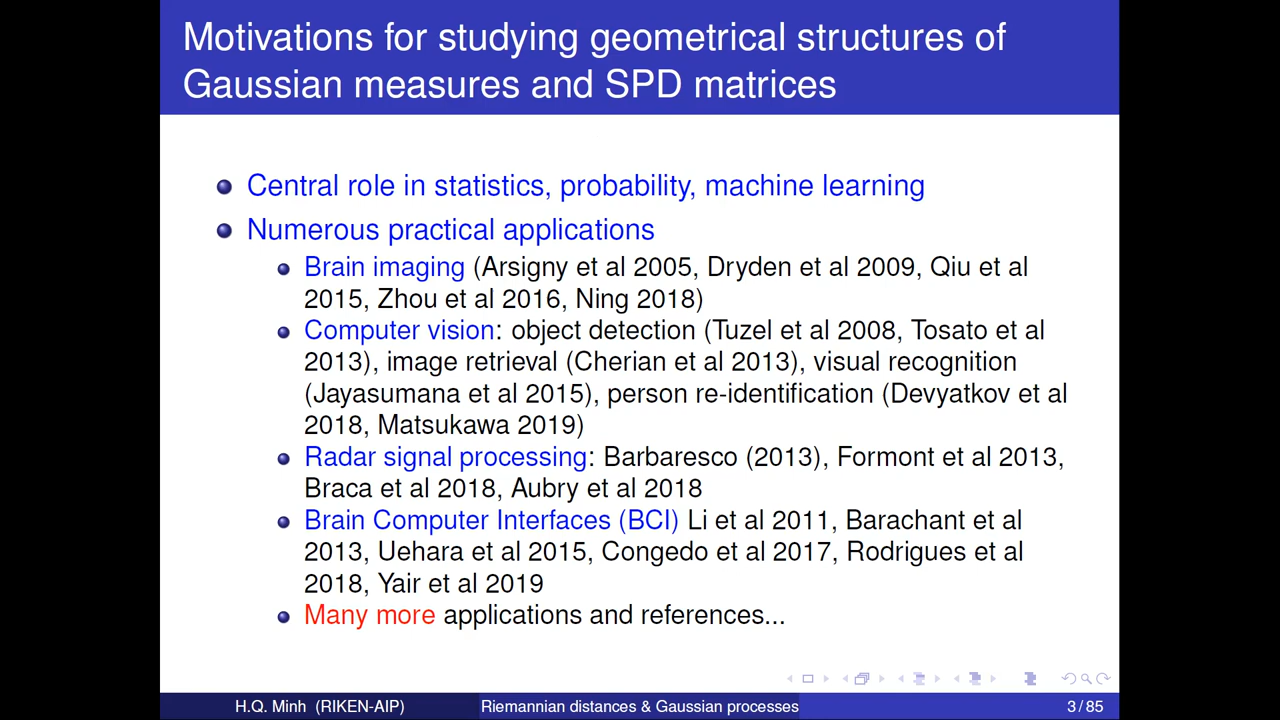 Motivations for studying geometrical structures of
Gaussian measures and SPD matrices
Central role in statistics, probability, machine learning
Numerous practical applications
Brain imaging (Arsigny et al 2005, Dryden et al 2009, Qiu et al
2015, Zhou et al 2016, Ning 2018)
Computer vision: object detection (Tuzel et al 2008, Tosato et al
2013), image retrieval (Cherian et al 2013), visual recognition
(Jayasumana et al 2015), person re-identification (Devyatkov et al
2018, Matsukawa 2019)
Radar signal processing: Barbaresco (2013), Formont et al 2013,
Braca et al 2018, Aubry et al 2018
Brain Computer Interfaces (BCI) Li et al 2011, Barachant et al
2013, Uehara et al 2015, Congedo et al 2017, Rodrigues et al
2018, Yair et al 2019
Many more applications and references...
H.Q. Minh (RIKEN-AIP) Riemannian distances & Gaussian processes 3 / 85